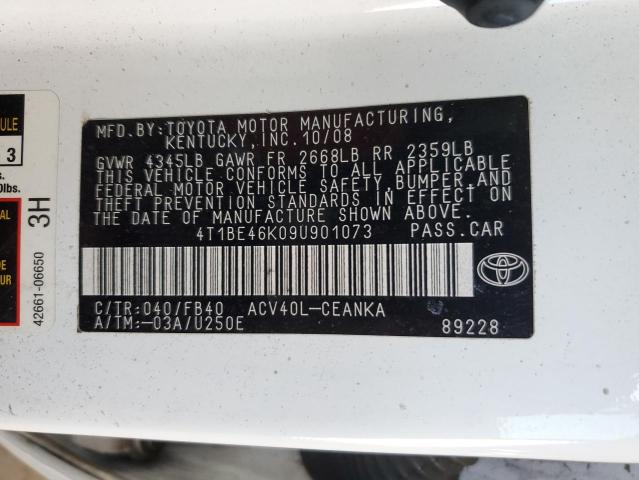 MFD.BY:TOYOTA MOTOR MANUFACTURING,
KENTUCKY,INC.10/08
GVWR 4345LB GAWR FR 2668LB RR 2359LB
THIS VEHICLE CONFORMS TO ALL APPLICABLE
FEDERAL MOTOR VEHICLE SAFETY,BUMPER,AND
THEFT PREVENTION STANDARDS IN EFFECT ON
THE DATE OF MANUFACTURE SHOWN ABOVE.
4T1BE46K09U901073 PASS.CAR
C/TR:040/FB40 ACV40L-CEANKA
A/TM:-03A/U250E 89228
3
3H
42661-06650